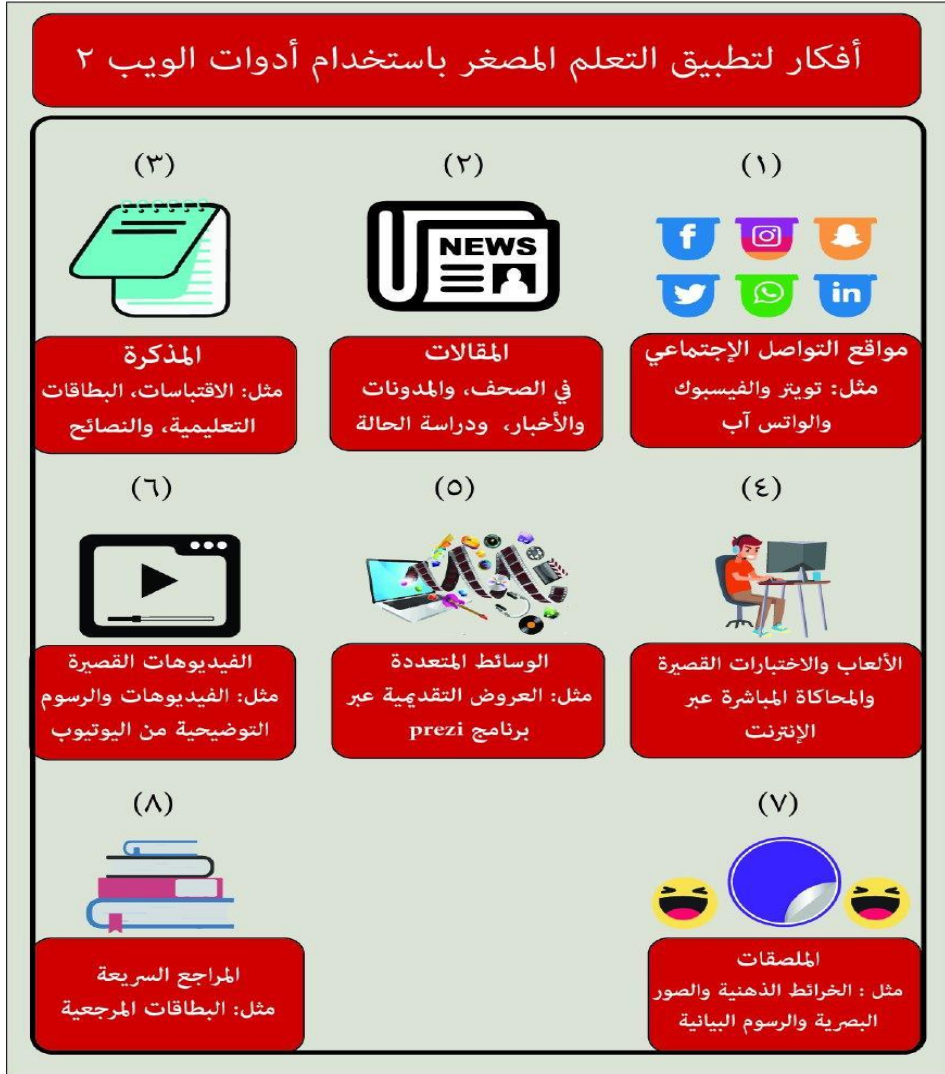 أفكار لتطبيق التعلم المصغر باستخدام أدوات الويب ٢
(١)
مواقع التواصل الإجتماعي
مثل: تويتر والفيسبوك
والواتس آب
(٢)
NEWS
المقالات
في الصحف، والمدونات
والأخبار، ودراسة الحالة
(٣)
المذكرة
مثل: الاقتباسات، البطاقات
التعليمية، والنصائح
(٤)
الألعاب والاختبارات القصيرة
والمحاكاة المباشرة عبر
الإنترنت
(٥)
الوسائط المتعددة
مثل: العروض التقديمية عبر
برنامج prezi
(٦)
الفيديوهات القصيرة
مثل: الفيديوهات والرسوم
التوضيحية من اليوتيوب
(٧)
الملصقات
مثل : الخرائط الذهنية والصور
البصرية والرسوم البيانية
(٨)
المراجع السريعة
مثل: البطاقات المرجعية